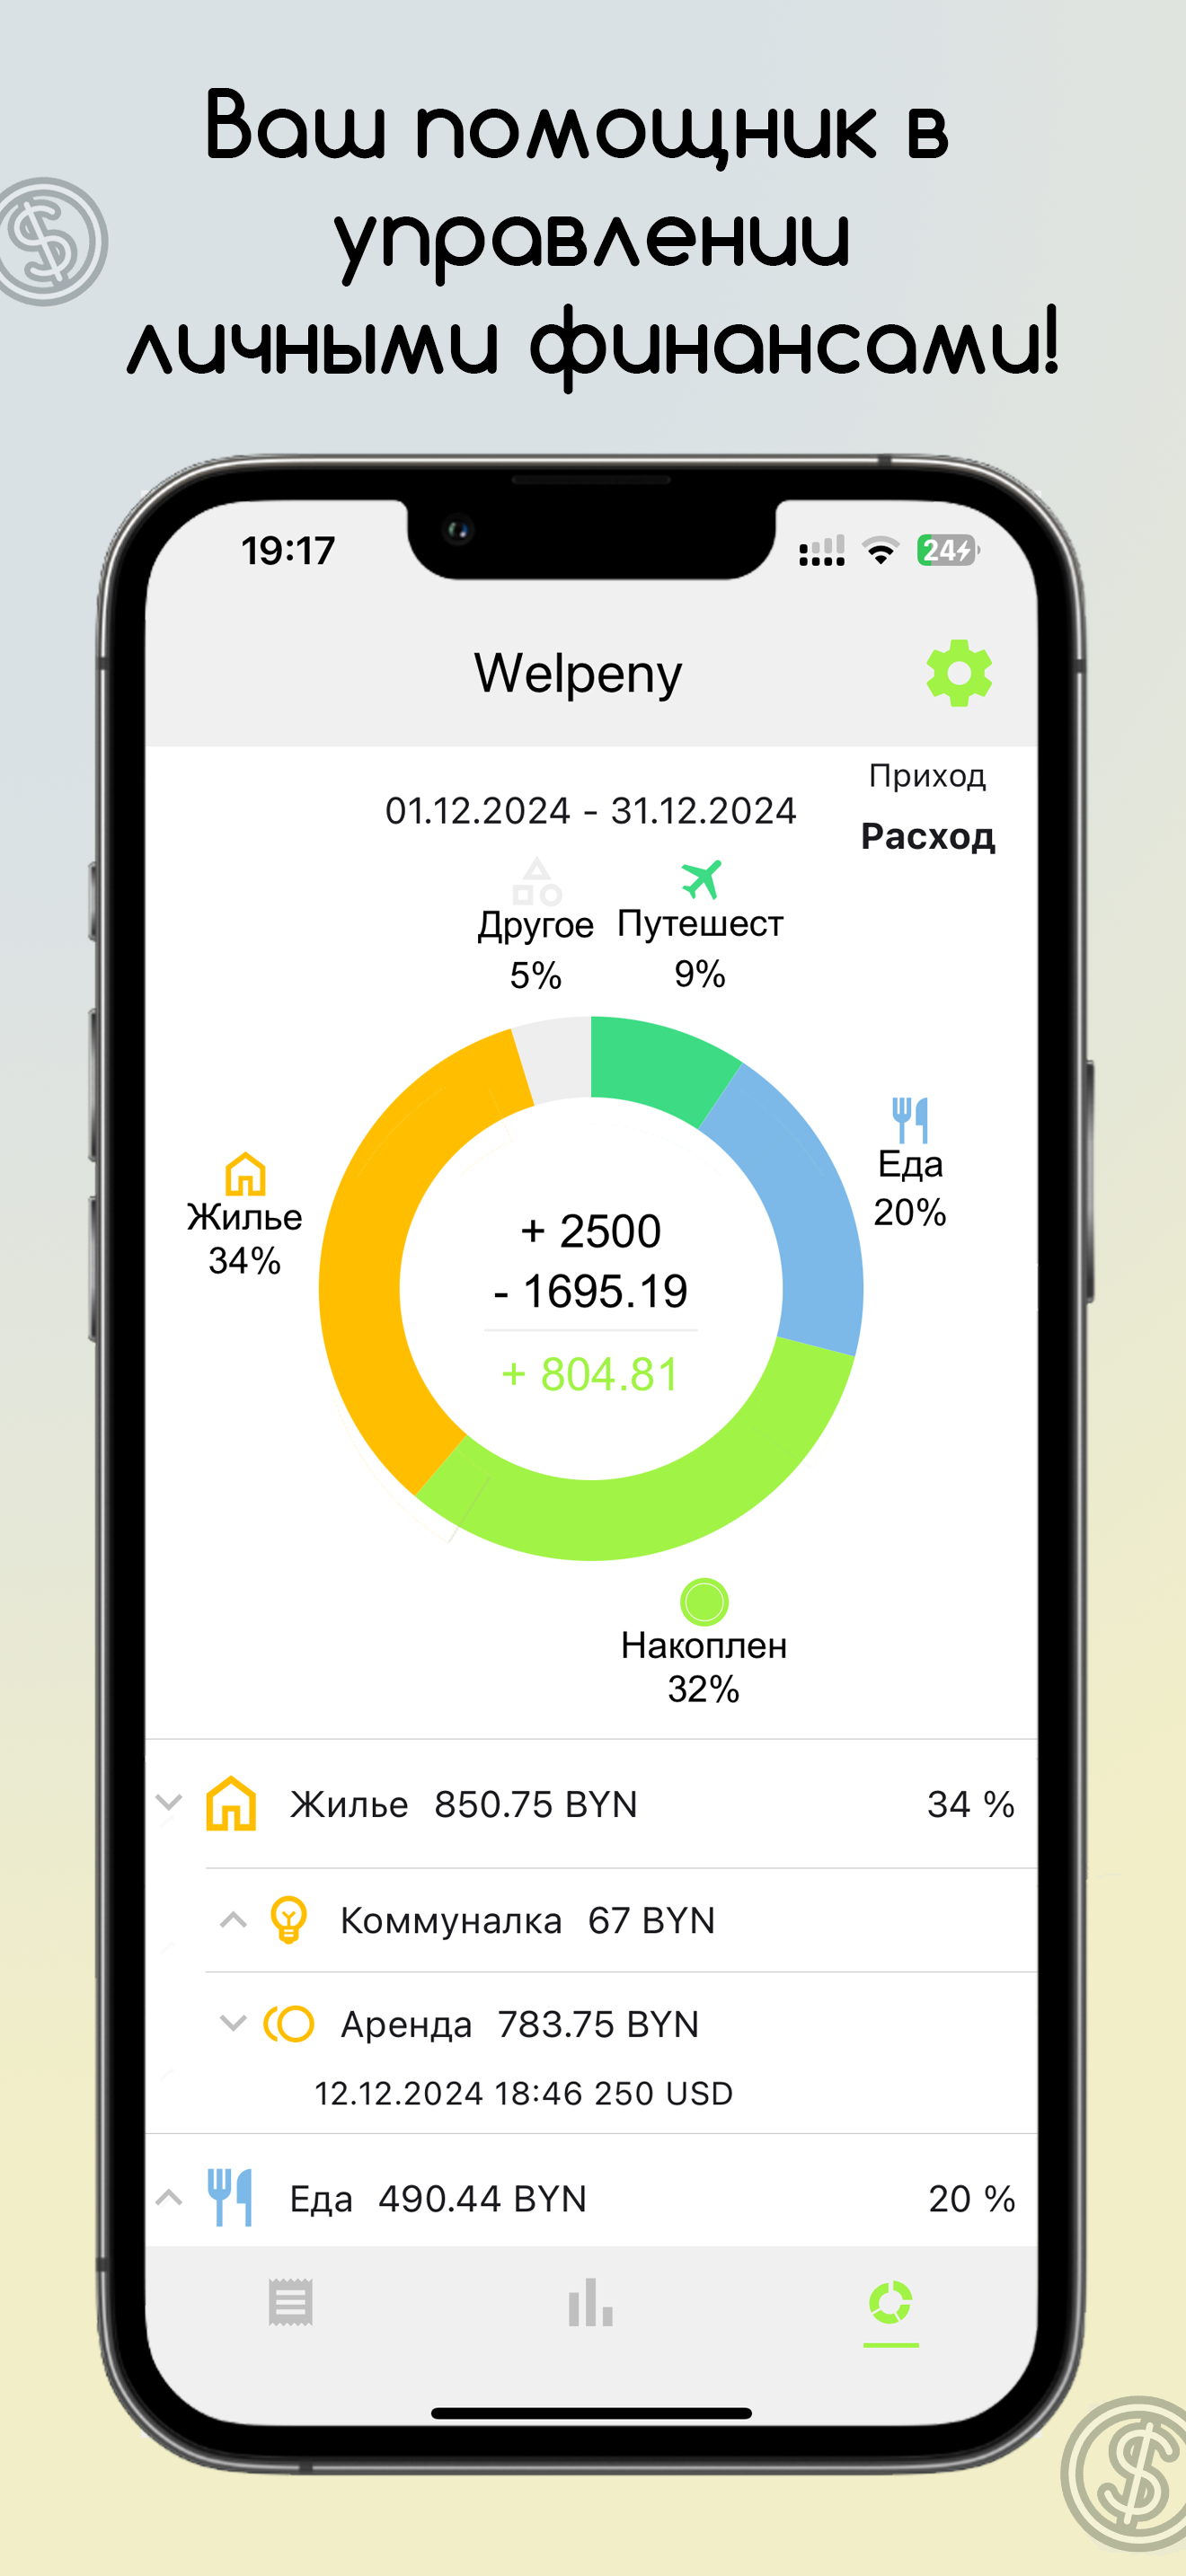 Ваш помощник в
управлении
личными финансами!
19:17
24
Welpeny
Приход
01.12.2024 - 31.12.2024
Расход
Другое
5%
Путешест
9%
Еда
20%
Жилье
34%
+ 2500
- 1695.19
+ 804.81
Накоплен
32%
Жилье 850.75 BYN 34 %
Коммуналка 67 BYN
Аренда 783.75 BYN
12.12.2024 18:46 250 USD
Еда 490.44 BYN 20 %